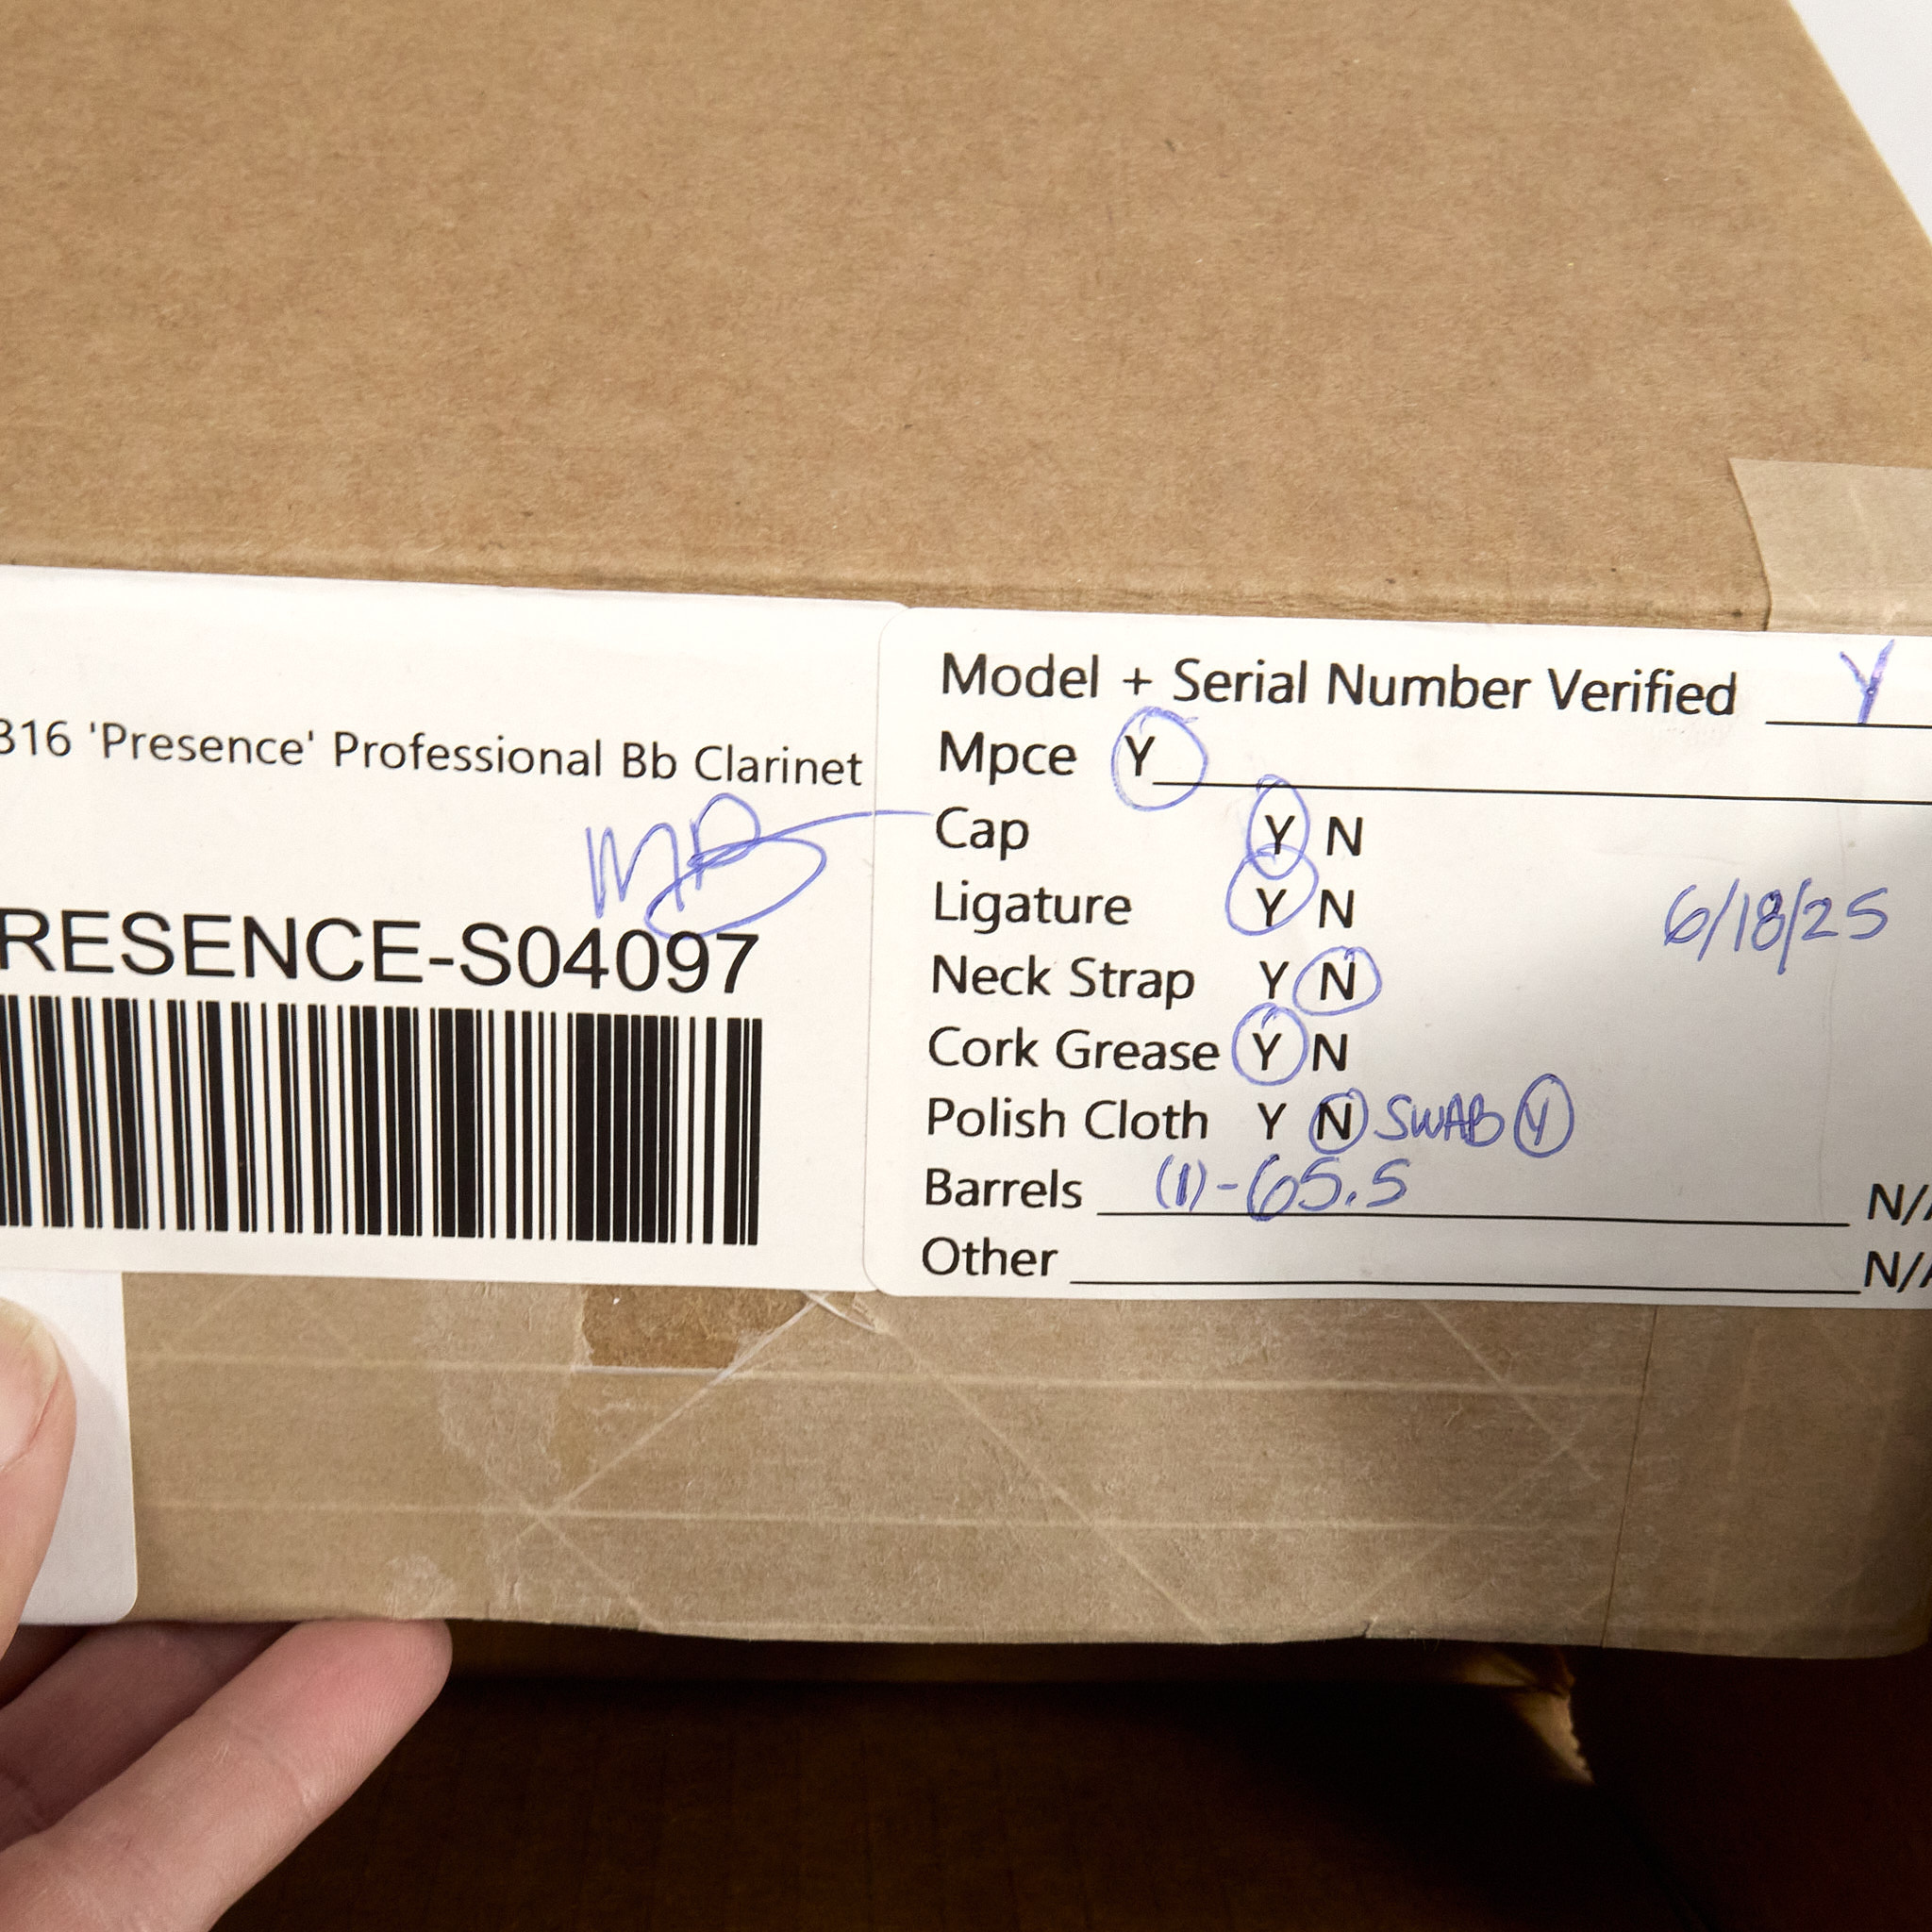 316 'Presence' Professional Bb Clarinet
MB
RESENCE-S04097
Model + Serial Number Verified Y
Mpce Y
Cap Y N
Ligature Y N
6/18/25
Neck Strap Y N
Cork Grease Y N
Polish Cloth Y N SWAB Y
Barrels (1)-65.5 N/A
Other N/A